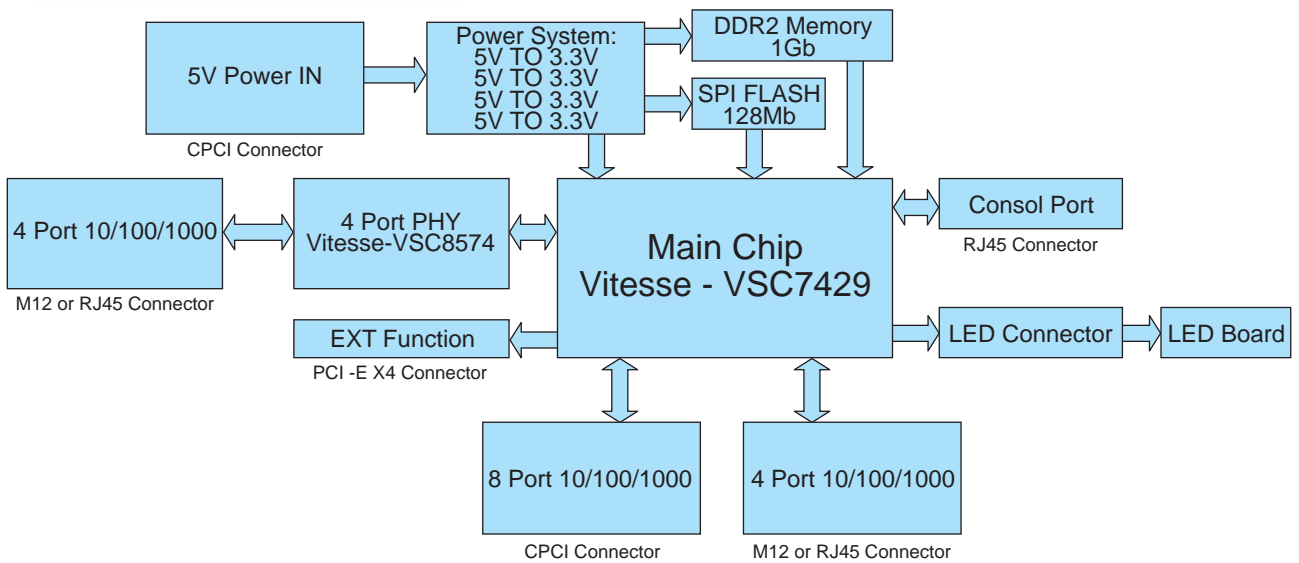 5V Power IN
CPCI Connector
Power System:
5V TO 3.3V
5V TO 3.3V
5V TO 3.3V
5V TO 3.3V
DDR2 Memory
1Gb
SPI FLASH
128Mb
4 Port 10/100/1000
M12 or RJ45 Connector
4 Port PHY
Vitesse-VSC8574
Main Chip
Vitesse - VSC7429
Consol Port
RJ45 Connector
EXT Function
PCI -E X4 Connector
LED Connector
LED Board
8 Port 10/100/1000
CPCI Connector
4 Port 10/100/1000
M12 or RJ45 Connector